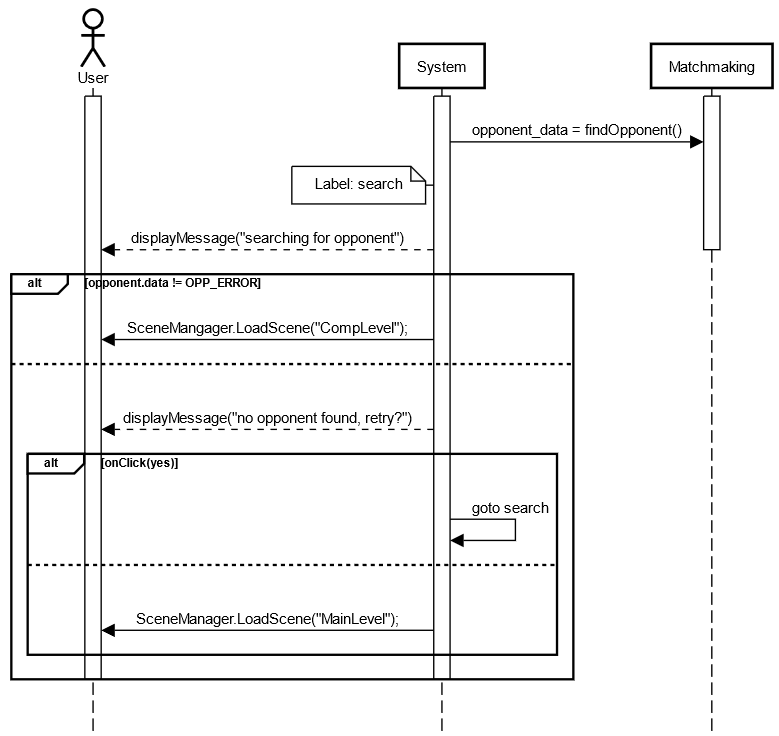 User
System
Matchmaking
opponent_data = findOpponent()
Label: search
displayMessage("searching for opponent")
alt
[opponent.data != OPP_ERROR]
SceneMangager.LoadScene("CompLevel");
displayMessage("no opponent found, retry?")
alt
[onClick(yes)]
goto search
SceneManager.LoadScene("MainLevel");